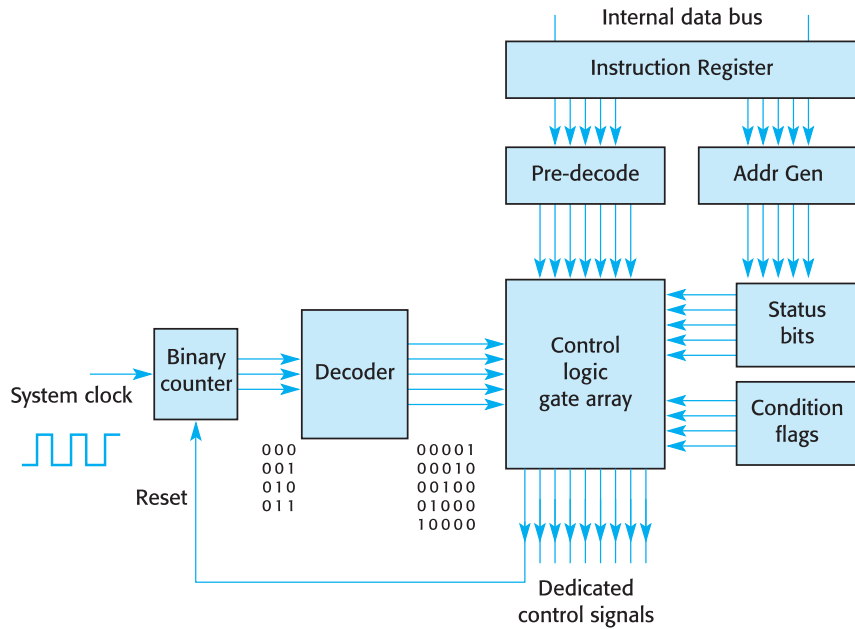 Internal data bus
Instruction Register
Pre-decode
Addr Gen
Status
bits
Control
logic
gate array
Binary
counter
Decoder
System clock
Condition
flags
000
001
010
011
00001
00010
00100
01000
10000
Reset
Dedicated
control signals